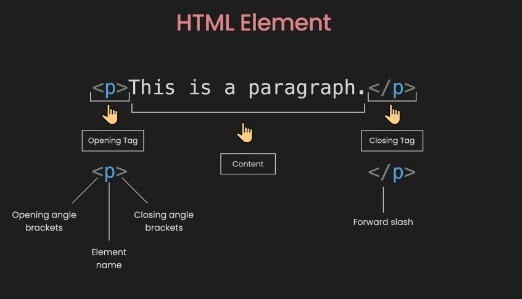 HTML Element
<p>This is a paragraph.</p>
Opening Tag
Content
Closing Tag
<p>
</p>
Opening angle
brackets
Element
name
Closing angle
brackets
Forward slash